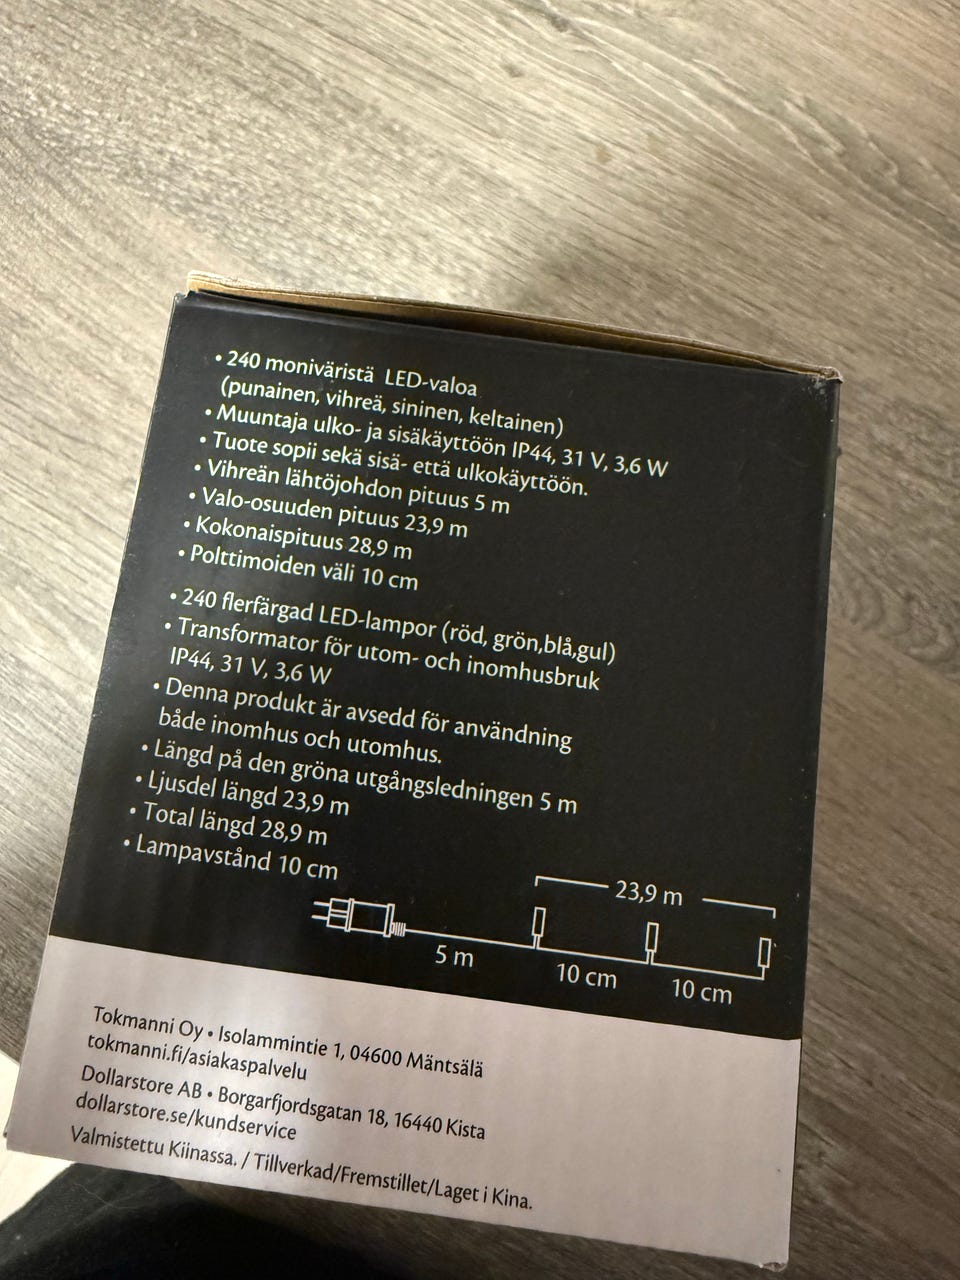 • 240 moniväristä LED-valoa
(punainen, vihreä, sininen, keltainen)
• Muuntaja ulko- ja sisäkäyttöön IP44, 31 V, 3,6 W
• Tuote sopii sekä sisä- että ulkokäyttöön.
• Vihreän lähtöjohdon pituus 5 m
• Valo-osuuden pituus 23,9 m
• Kokonaispituus 28,9 m
• Polttimoiden väli 10 cm
• 240 flerfärgad LED-lampor (röd, grön,blå,gul)
• Transformator för utom- och inomhusbruk
IP44, 31 V, 3,6 W
• Denna produkt är avsedd för användning
både inomhus och utomhus.
• Längd på den gröna utgångsledningen 5 m
• Ljusdel längd 23,9 m
• Total längd 28,9 m
• Lampavstånd 10 cm
23,9 m
5 m
10 cm
10 cm
Tokmanni Oy • Isolammintie 1, 04600 Mäntsälä
tokmanni.fi/asiakaspalvelu
Dollarstore AB • Borgarfjordsgatan 18, 16440 Kista
dollarstore.se/kundservice
Valmistettu Kiinassa. / Tillverkad/Fremstillet/Laget i Kina.